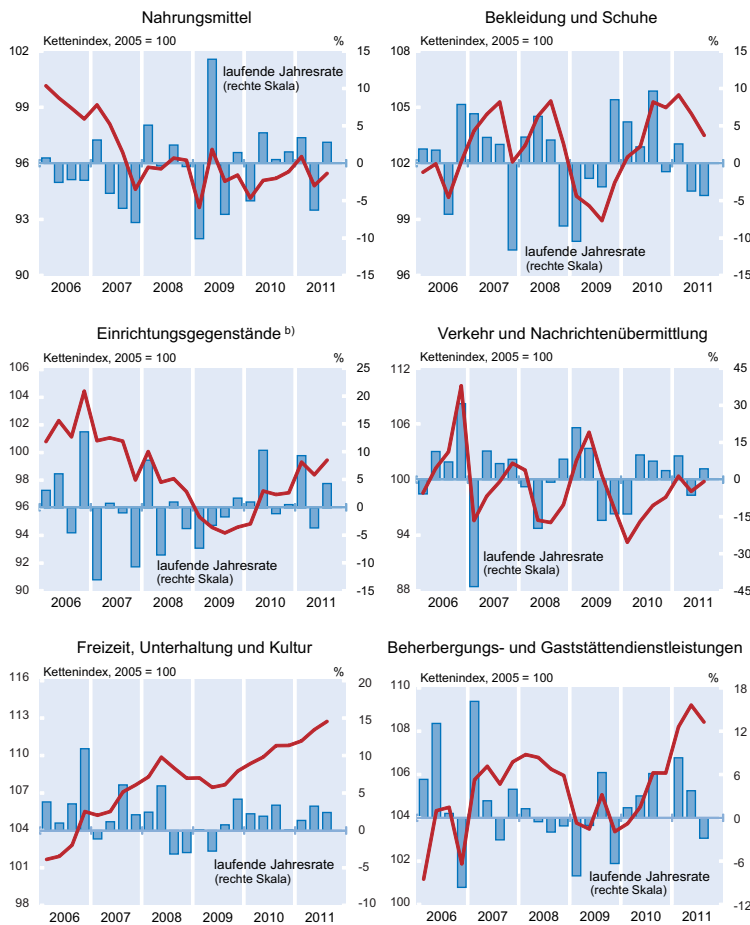 Nahrungsmittel
Kettenindex, 2005 = 100 %
102
99
96
93
90
15
10
5
0
-5
-10
-15
laufende Jahresrate
(rechte Skala)
2006 2007 2008 2009 2010 2011
Bekleidung und Schuhe
Kettenindex, 2005 = 100 %
108
105
102
99
96
15
10
5
0
-5
-10
-15
laufende Jahresrate
(rechte Skala)
2006 2007 2008 2009 2010 2011
Einrichtungsgegenstände b)
Kettenindex, 2005 = 100 %
106
104
102
100
98
96
94
92
90
25
20
15
10
5
0
-5
-10
-15
laufende Jahresrate
(rechte Skala)
2006 2007 2008 2009 2010 2011
Verkehr und Nachrichtenübermittlung
Kettenindex, 2005 = 100 %
112
106
100
94
88
45
30
15
0
-15
-30
-45
laufende Jahresrate
(rechte Skala)
2006 2007 2008 2009 2010 2011
Freizeit, Unterhaltung und Kultur
Kettenindex, 2005 = 100 %
116
113
110
107
104
101
98
20
15
10
5
0
-5
-10
laufende Jahresrate
(rechte Skala)
2006 2007 2008 2009 2010 2011
Beherbergungs- und Gaststättendienstleistungen
Kettenindex, 2005 = 100 %
110
108
106
104
102
100
18
12
6
0
-6
-12
laufende Jahresrate
(rechte Skala)
2006 2007 2008 2009 2010 2011